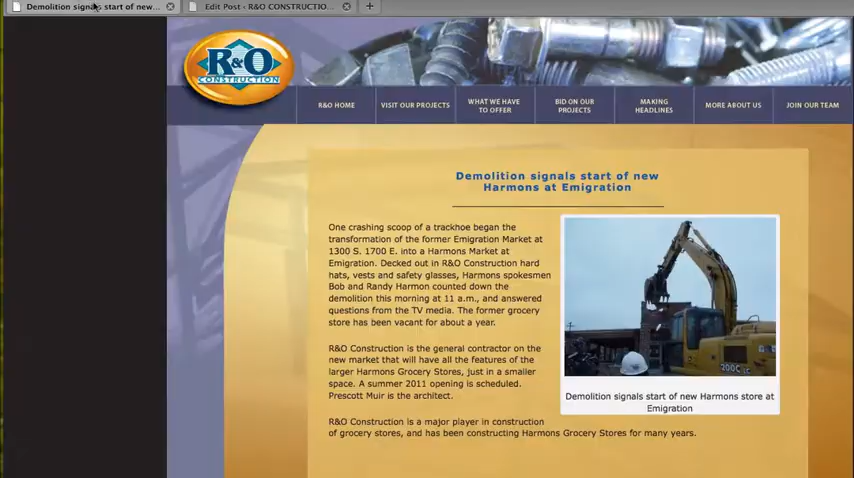 Demolition signals start of new...
Edit Post ‹ R&O CONSTRUCTIO...
R&O
CONSTRUCTION
R&O HOME
VISIT OUR PROJECTS
WHAT WE HAVE
TO OFFER
BID ON OUR
PROJECTS
MAKING
HEADLINES
MORE ABOUT US
JOIN OUR TEAM
Demolition signals start of new
Harmons at Emigration
One crashing scoop of a trackhoe began the
transformation of the former Emigration Market at
1300 S. 1700 E. into a Harmons Market at
Emigration. Decked out in R&O Construction hard
hats, vests and safety glasses, Harmons spokesmen
Bob and Randy Harmon counted down the
demolition this morning at 11 a.m., and answered
questions from the TV media. The former grocery
store has been vacant for about a year.
R&O Construction is the general contractor on the
new market that will have all the features of the
larger Harmons Grocery Stores, just in a smaller
space. A summer 2011 opening is scheduled.
Prescott Muir is the architect.
R&O Construction is a major player in construction
of grocery stores, and has been constructing Harmons Grocery Stores for many years.
200C LC
Demolition signals start of new Harmons store at
Emigration